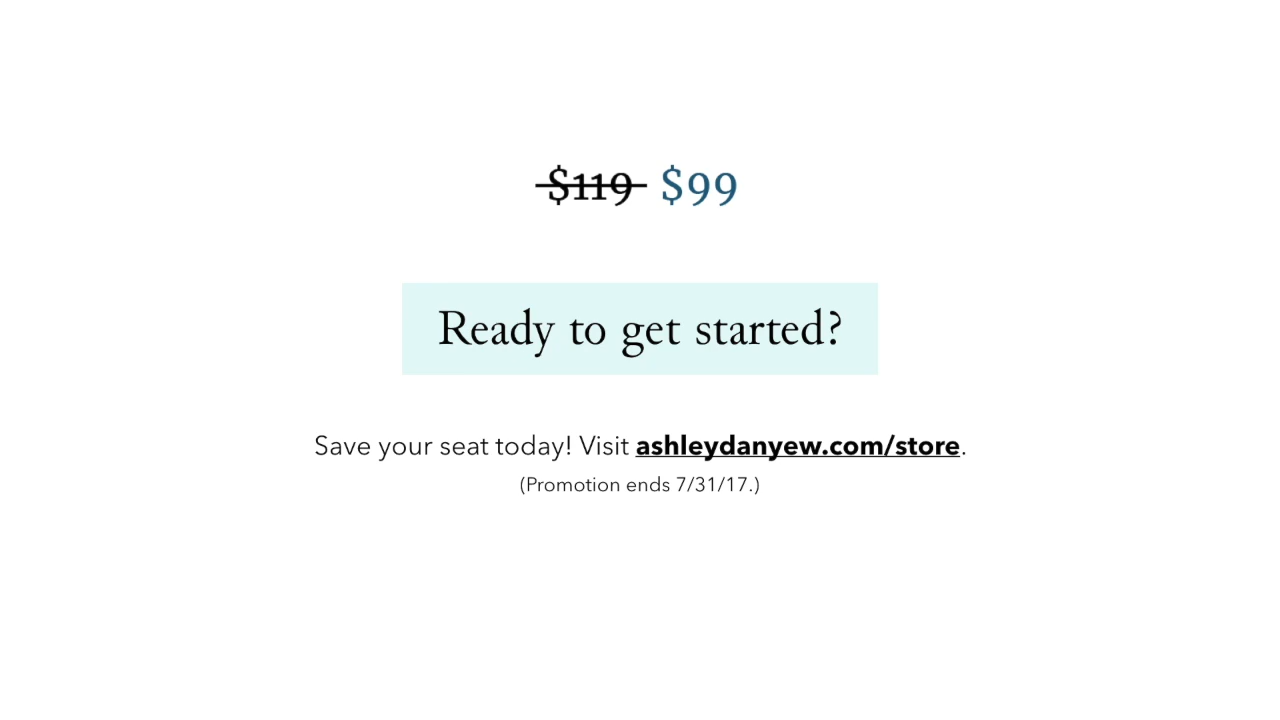 $119 $99
Ready to get started?
Save your seat today! Visit ashleydanyew.com/store.
(Promotion ends 7/31/17.)